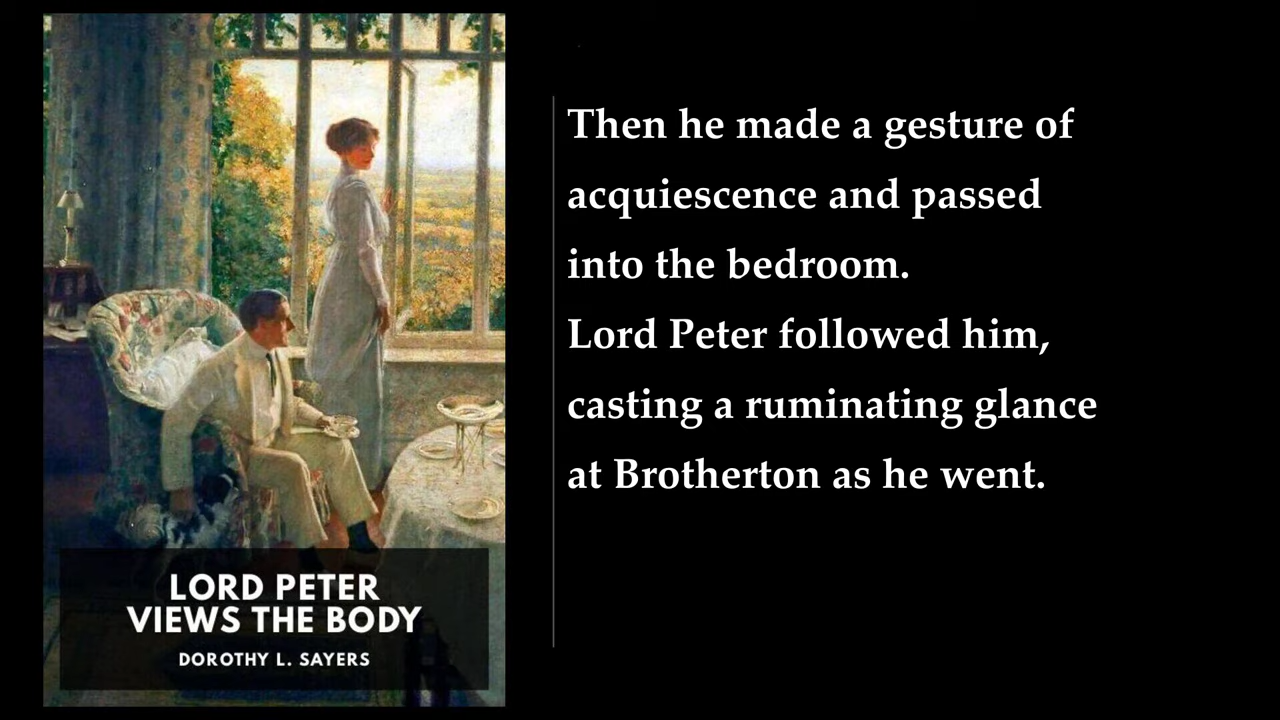 LORD PETER
VIEWS THE BODY
DOROTHY L. SAYERS
Then he made a gesture of
acquiescence and passed
into the bedroom.
Lord Peter followed him,
casting a ruminating glance
at Brotherton as he went.